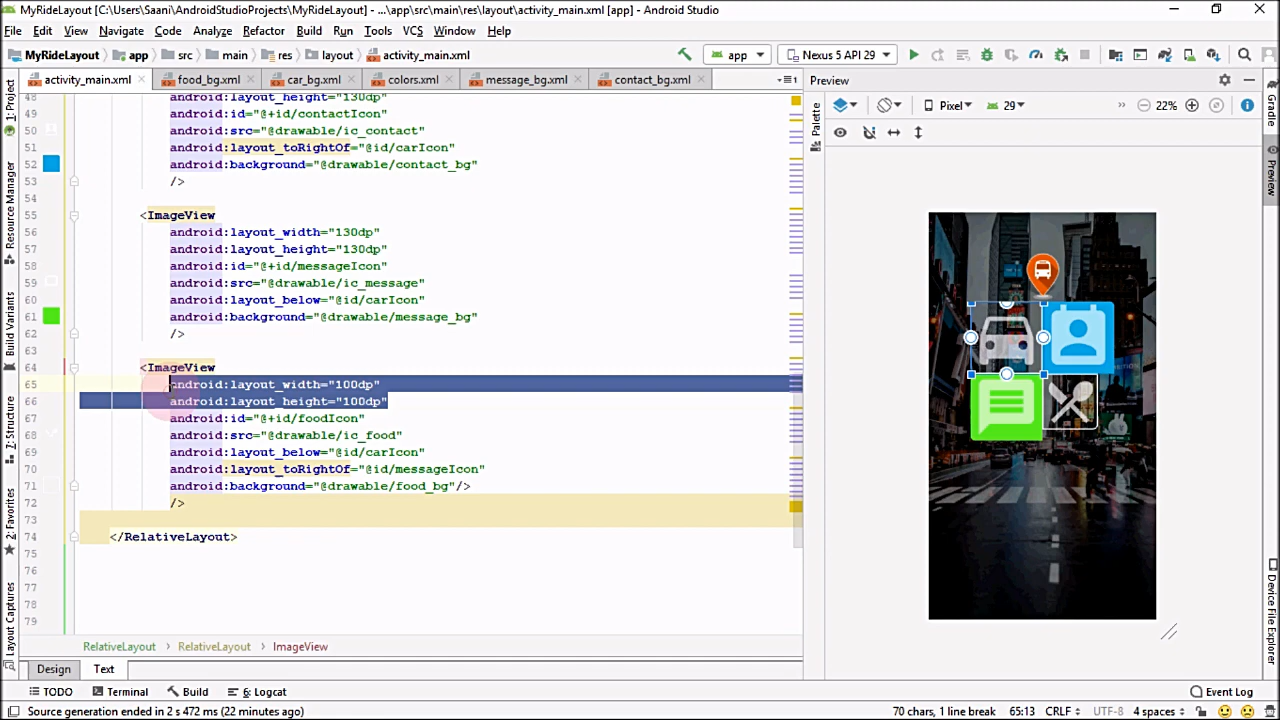 MyRideLayout [C:\Users\Saani\AndroidStudioProjects\MyRideLayout] - ...\app\src\main\res\layout\activity_main.xml [app] - Android Studio
File Edit View Navigate Code Analyze Refactor Build Run Tools VCS Window Help
MyRideLayout app src main res layout activity_main.xml app Nexus 5 API 29
activity_main.xml food_bg.xml car_bg.xml colors.xml message_bg.xml contact_bg.xml Preview
Pixel 29 22%
48 android:layout_height="130dp"
49 android:id="@+id/contactIcon"
50 android:src="@drawable/ic_contact"
51 android:layout_toRightOf="@id/carIcon"
52 android:background="@drawable/contact_bg"
53 />
54
55 <ImageView
56 android:layout_width="130dp"
57 android:layout_height="130dp"
58 android:id="@+id/messageIcon"
59 android:src="@drawable/ic_message"
60 android:layout_below="@id/carIcon"
61 android:background="@drawable/message_bg"
62 />
63
64 <ImageView
65 android:layout_width="100dp"
66 android:layout_height="100dp"
67 android:id="@+id/foodIcon"
68 android:src="@drawable/ic_food"
69 android:layout_below="@id/carIcon"
70 android:layout_toRightOf="@id/messageIcon"
71 android:background="@drawable/food_bg"/>
72 />
73
74 </RelativeLayout>
75
76
77
78
79
RelativeLayout RelativeLayout ImageView
Design Text
TODO Terminal Build 6: Logcat Event Log
Source generation ended in 2 s 472 ms (22 minutes ago) 70 chars, 1 line break 65:13 CRLF UTF-8 4 spaces
1: Project
Resource Manager
Build Variants
7: Structure
2: Favorites
Layout Captures
Palette
Gradle
Preview
Device File Explorer